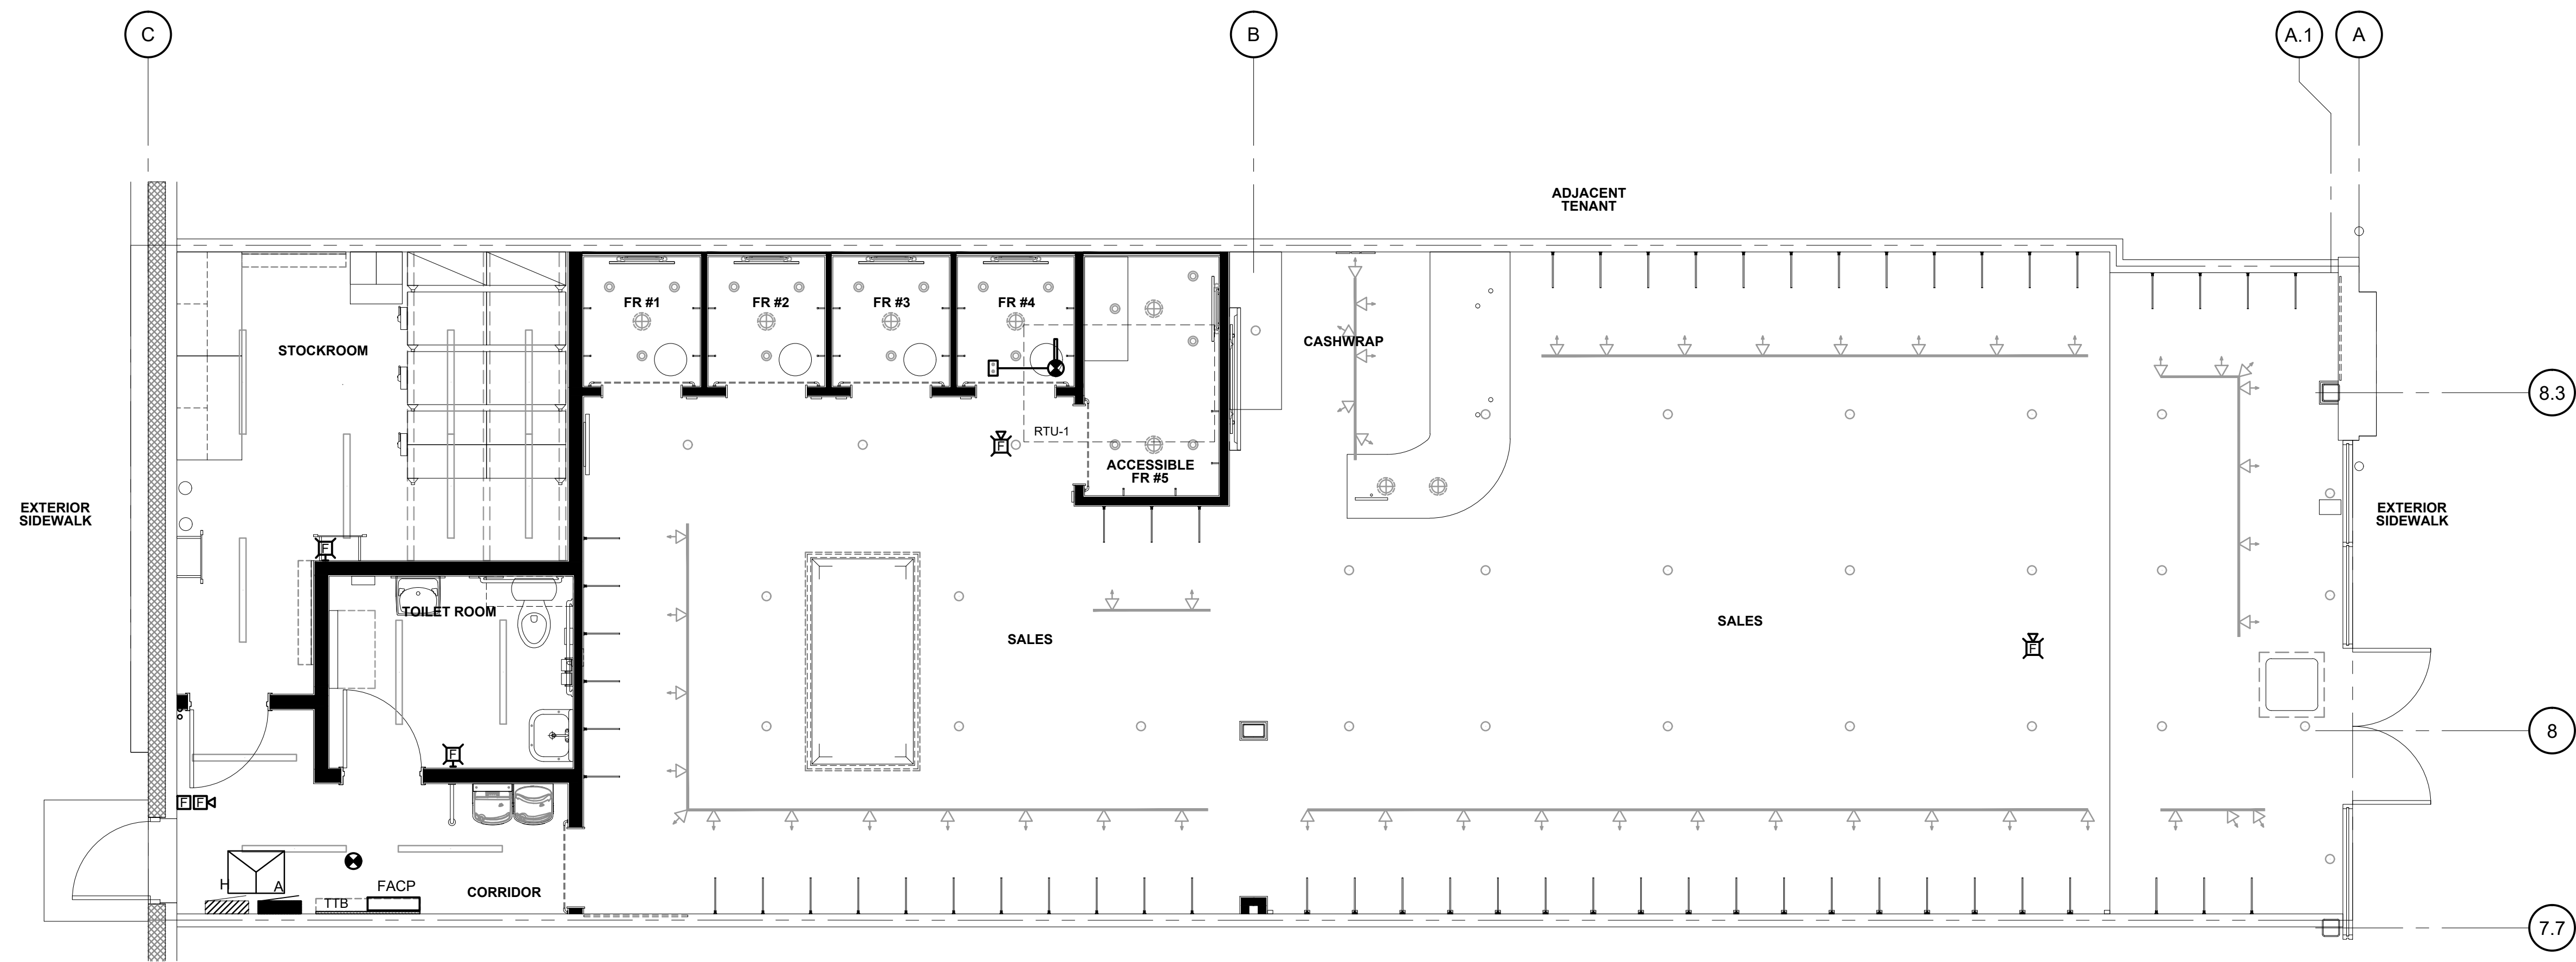 C
B
A.1
A
ADJACENT
TENANT
FR #1
FR #2
FR #3
FR #4
STOCKROOM
CASHWRAP
8.3
RTU-1
F
ACCESSIBLE
FR #5
EXTERIOR
SIDEWALK
EXTERIOR
SIDEWALK
F
TOILET ROOM
SALES
SALES
F
8
F
F
F
H
A
FACP
TTB
CORRIDOR
7.7